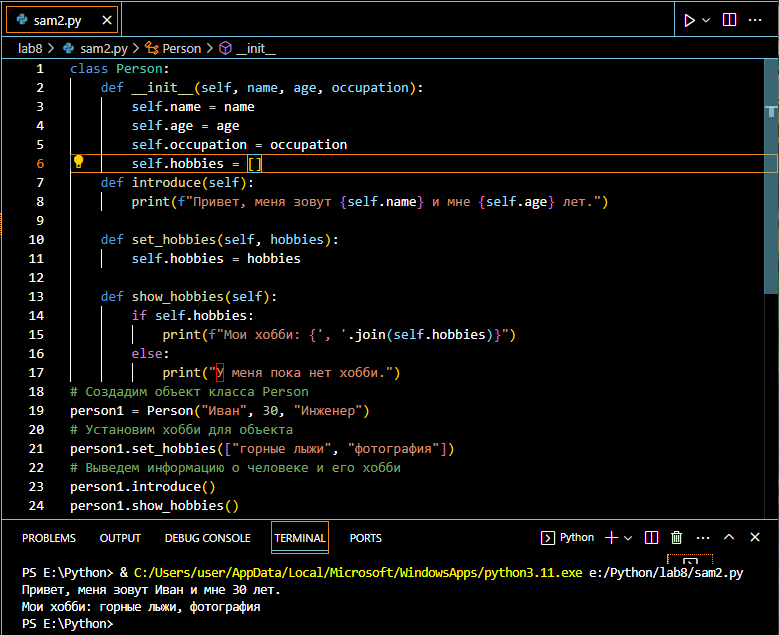 sam2.py
lab8 > sam2.py > Person > __init__
1 class Person:
2     def __init__(self, name, age, occupation):
3         self.name = name
4         self.age = age
5         self.occupation = occupation
6         self.hobbies = []
7     def introduce(self):
8         print(f"Привет, меня зовут {self.name} и мне {self.age} лет.")
9
10     def set_hobbies(self, hobbies):
11         self.hobbies = hobbies
12
13     def show_hobbies(self):
14         if self.hobbies:
15             print(f"Мои хобби: {', '.join(self.hobbies)}")
16         else:
17             print("У меня пока нет хобби.")
18 # Создадим объект класса Person
19 person1 = Person("Иван", 30, "Инженер")
20 # Установим хобби для объекта
21 person1.set_hobbies(["горные лыжи", "фотография"])
22 # Выведем информацию о человеке и его хобби
23 person1.introduce()
24 person1.show_hobbies()
PROBLEMS OUTPUT DEBUG CONSOLE TERMINAL PORTS Python
PS E:\Python> & C:/Users/user/AppData/Local/Microsoft/WindowsApps/python3.11.exe e:/Python/lab8/sam2.py
Привет, меня зовут Иван и мне 30 лет.
Мои хобби: горные лыжи, фотография
PS E:\Python>